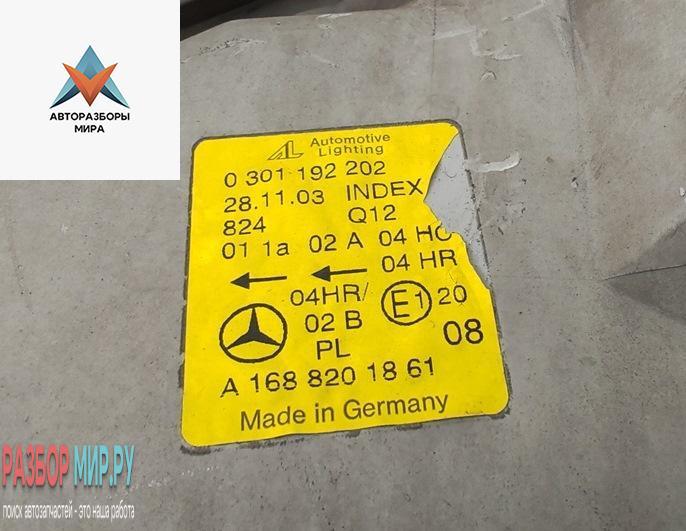 АВТОРАЗБОРЫ
МИРА
AL Automotive
Lighting
0 301 192 202
28.11.03 INDEX
824 Q12
01 1a 02 A 04 HC
04 HR
04HR/ E1 20
02 B 08
PL
A 168 820 18 61
Made in Germany
РАЗБОРМИР.РУ
поиск автозапчастей - это наша работа